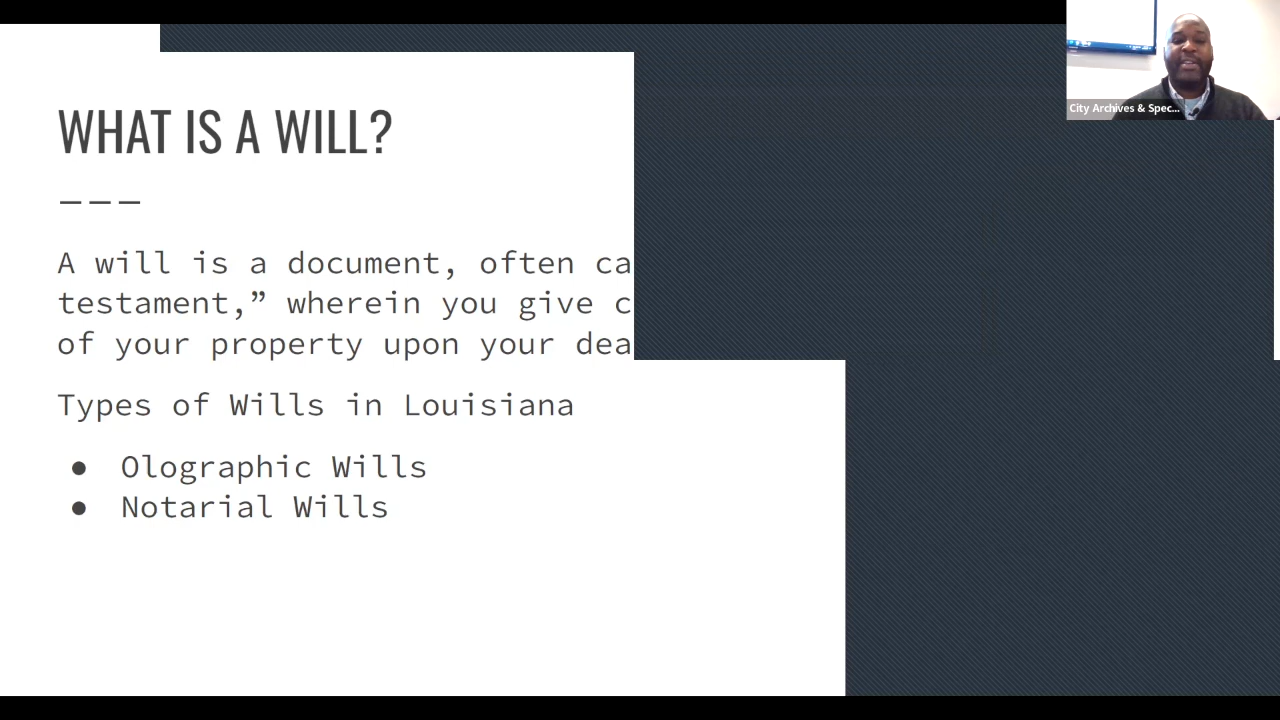 WHAT IS A WILL?
A will is a document, often ca
testament,” wherein you give c
of your property upon your dea
Types of Wills in Louisiana
● Olographic Wills
● Notarial Wills
City Archives & Spec...